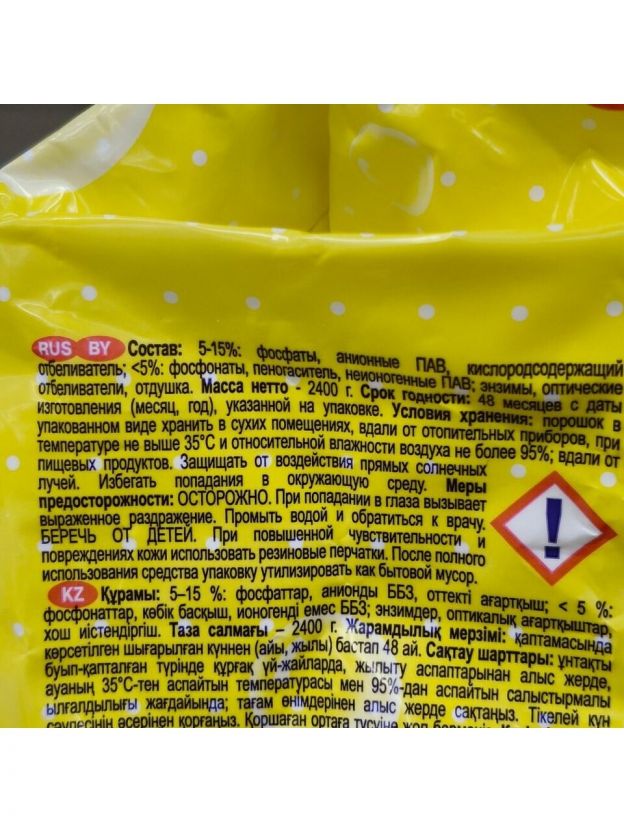 RUS BY Состав: 5-15%: фосфаты, анионные ПАВ, кислородсодержащий
отбеливатель; <5%: фосфонаты, пеногаситель, неионогенные ПАВ; энзимы, оптические
отбеливатели, отдушка. Масса нетто - 2400 г. Срок годности: 48 месяцев с даты
изготовления (месяц, год), указанной на упаковке. Условия хранения: порошок в
упакованном виде хранить в сухих помещениях, вдали от отопительных приборов, при
температуре не выше 35°С и относительной влажности воздуха не более 95%; вдали от
пищевых продуктов. Защищать от воздействия прямых солнечных
лучей. Избегать попадания в окружающую среду. Меры
предосторожности: ОСТОРОЖНО. При попадании в глаза вызывает
выраженное раздражение. Промыть водой и обратиться к врачу.
БЕРЕЧЬ ОТ ДЕТЕЙ. При повышенной чувствительности и
повреждениях кожи использовать резиновые перчатки. После полного
использования средства упаковку утилизировать как бытовой мусор.
KZ Құрамы: 5–15 %: фосфаттар, анионды ББЗ, оттекті ағартқыш; < 5 %:
фосфонаттар, көбік басқыш, ионогенді емес ББЗ; энзимдер, оптикалық ағартқыштар,
хош иістендіргіш. Таза салмағы – 2400 г. Жарамдылық мерзімі: қаптамасында
көрсетілген шығарылған күннен (айы, жылы) бастап 48 ай. Сақтау шарттары: ұнтақты
буып-қапталған түрінде құрғақ үй-жайларда, жылыту аспаптарынан алыс жерде,
ауаның 35°С-тен аспайтын температурасы мен 95%-дан аспайтын салыстырмалы
ылғалдылығы жағдайында; тағам өнімдерінен алыс жерде сақтаңыз. Тікелей күн
сәулесінің әсерінен қорғаңыз. Қоршаған ортаға түсуіне жол бермеңіз.